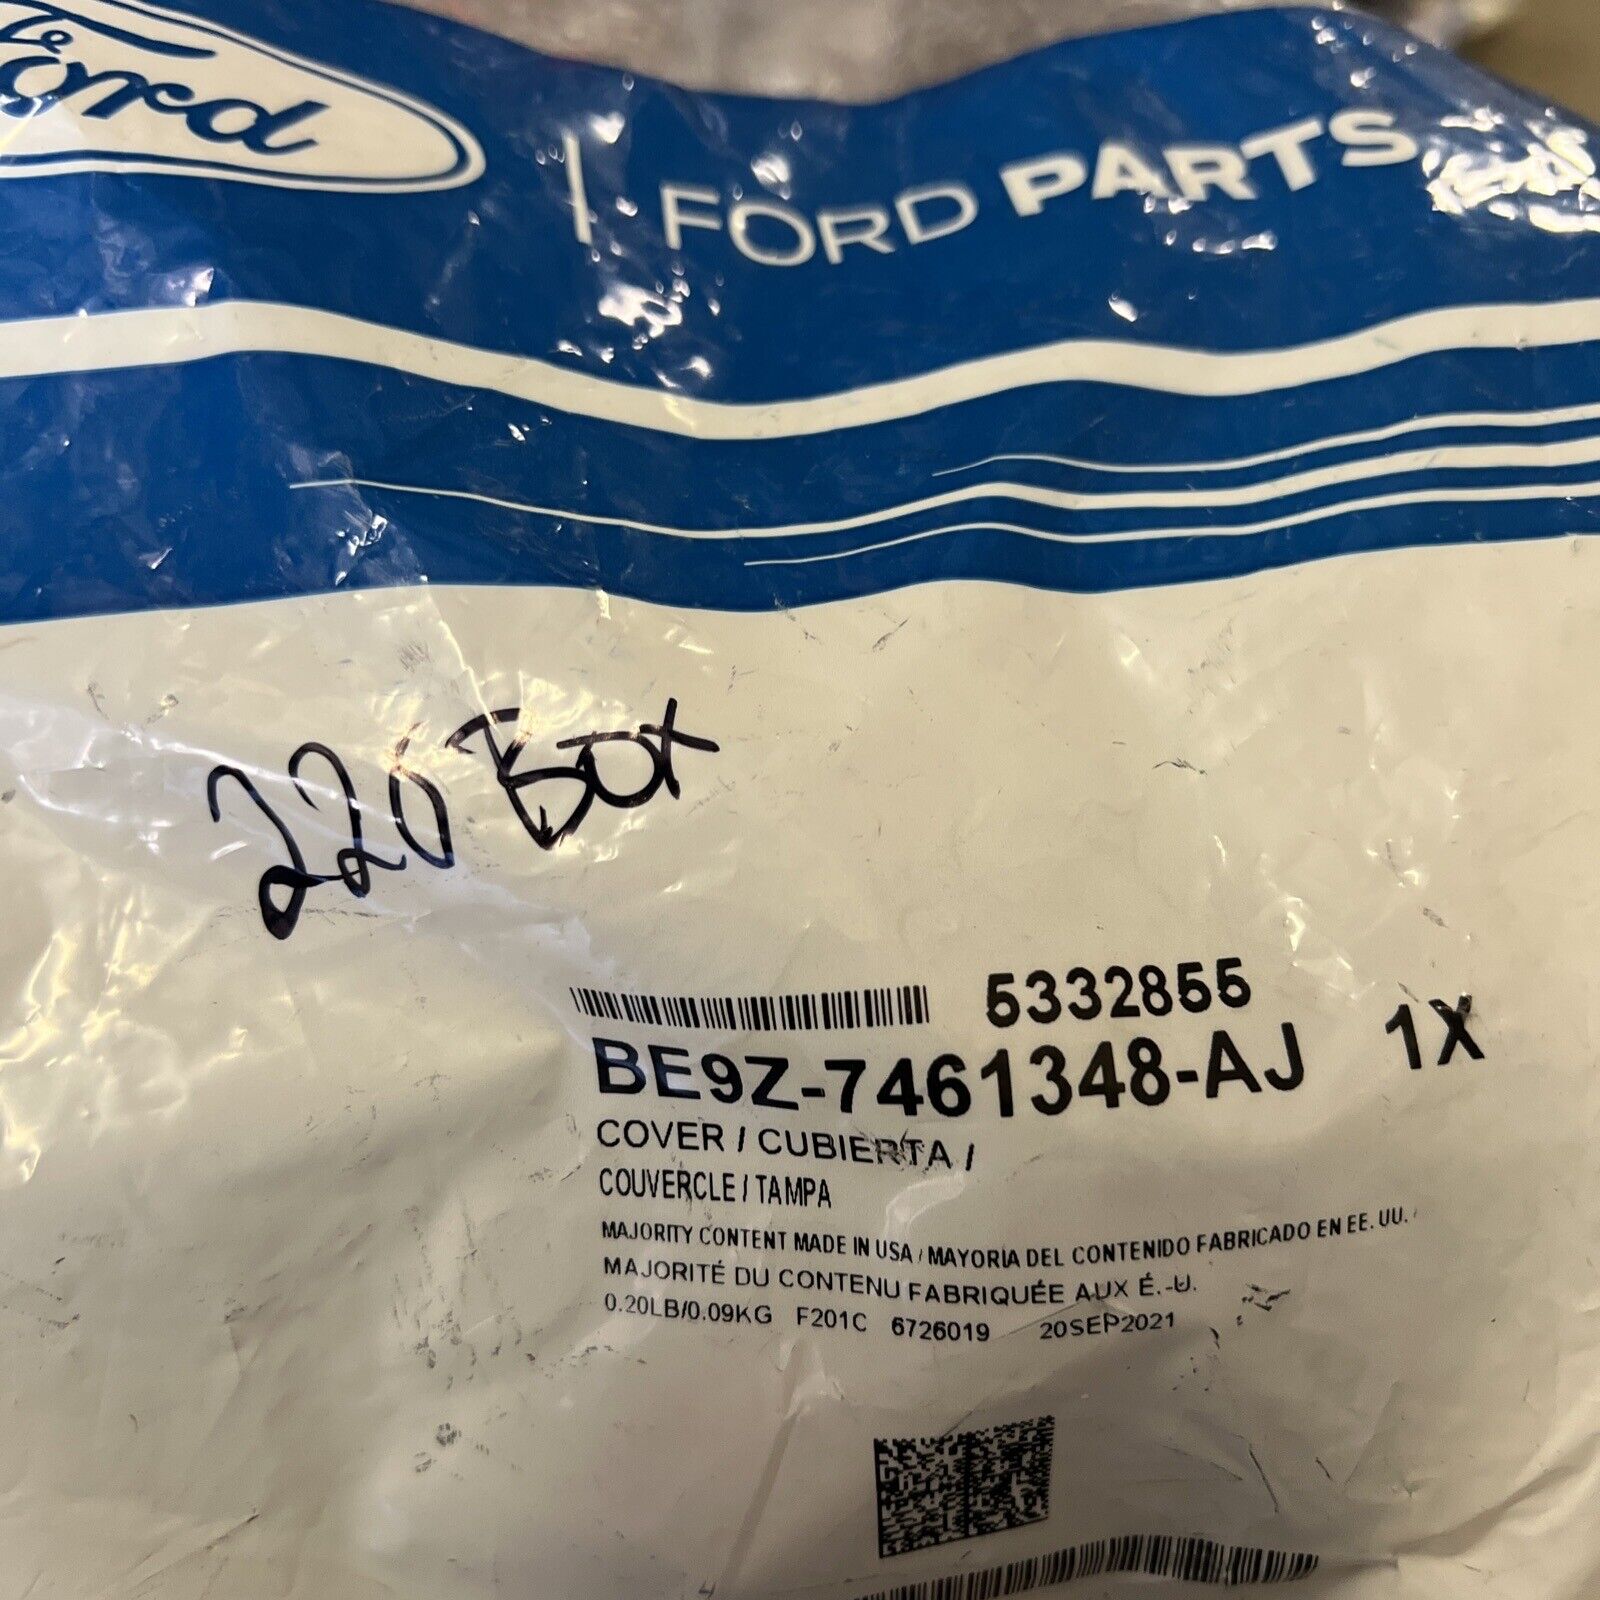 Ford
FORD PARTS
220 Box
5332855
BE9Z-7461348-AJ 1X
COVER / CUBIERTA /
COUVERCLE / TAMPA
MAJORITY CONTENT MADE IN USA / MAYORIA DEL CONTENIDO FABRICADO EN EE. UU. /
MAJORITÉ DU CONTENU FABRIQUÉE AUX É.-U.
0.20LB/0.09KG F201C 6726019 20SEP2021